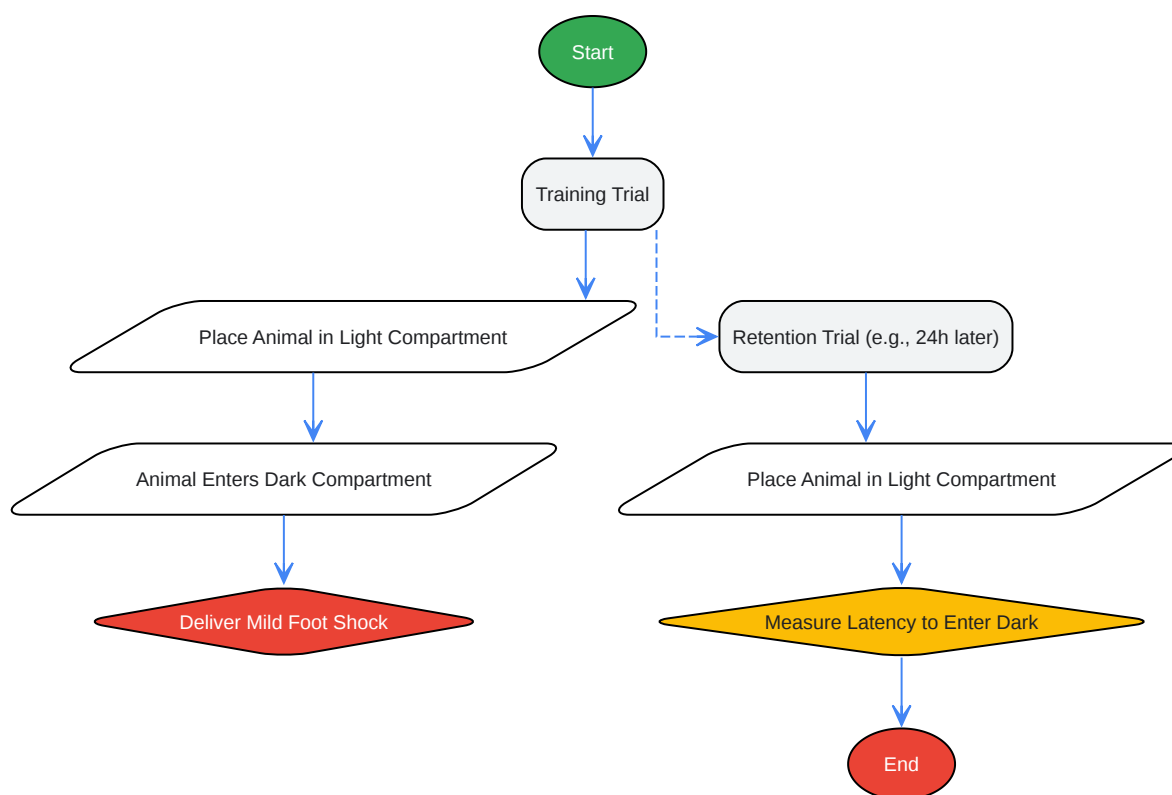 Start
Training Trial
Place Animal in Light Compartment
Retention Trial (e.g., 24h later)
Animal Enters Dark Compartment
Place Animal in Light Compartment
Deliver Mild Foot Shock
Measure Latency to Enter Dark
End